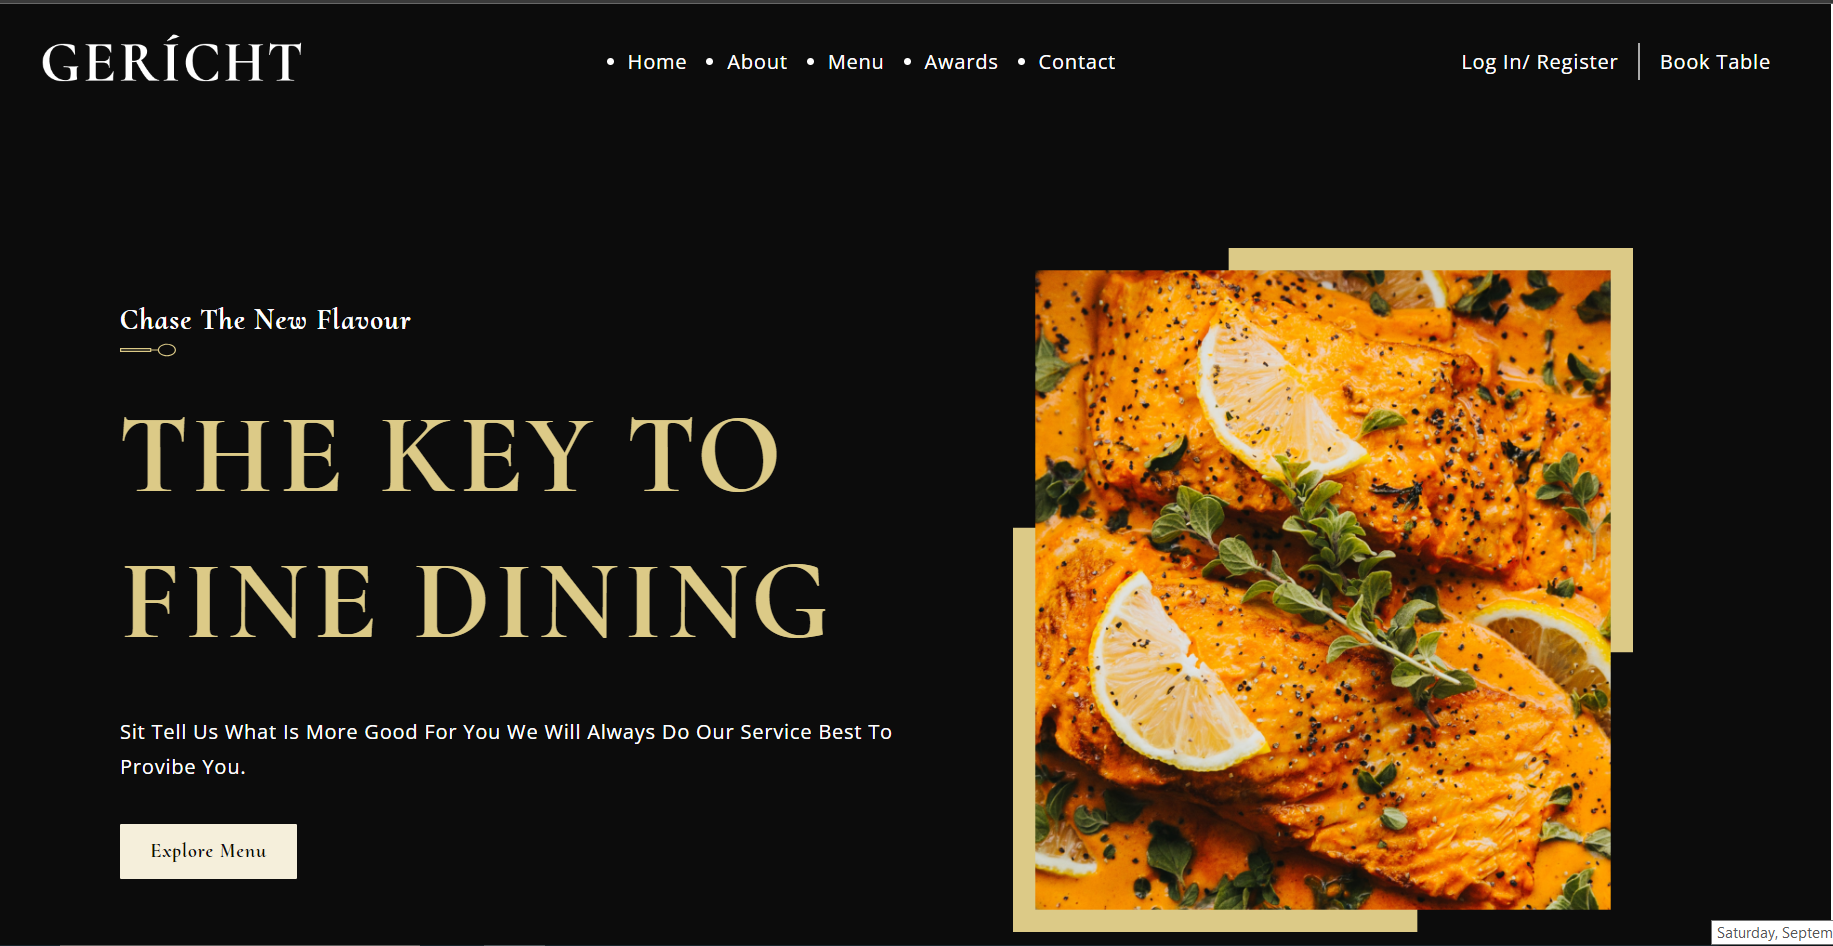 GERÍCHT
Home
About
Menu
Awards
Contact
Log In/ Register
Book Table
Chase The New Flavour
THE KEY TO
FINE DINING
Sit Tell Us What Is More Good For You We Will Always Do Our Service Best To
Provibe You.
Explore Menu
Saturday, Septem